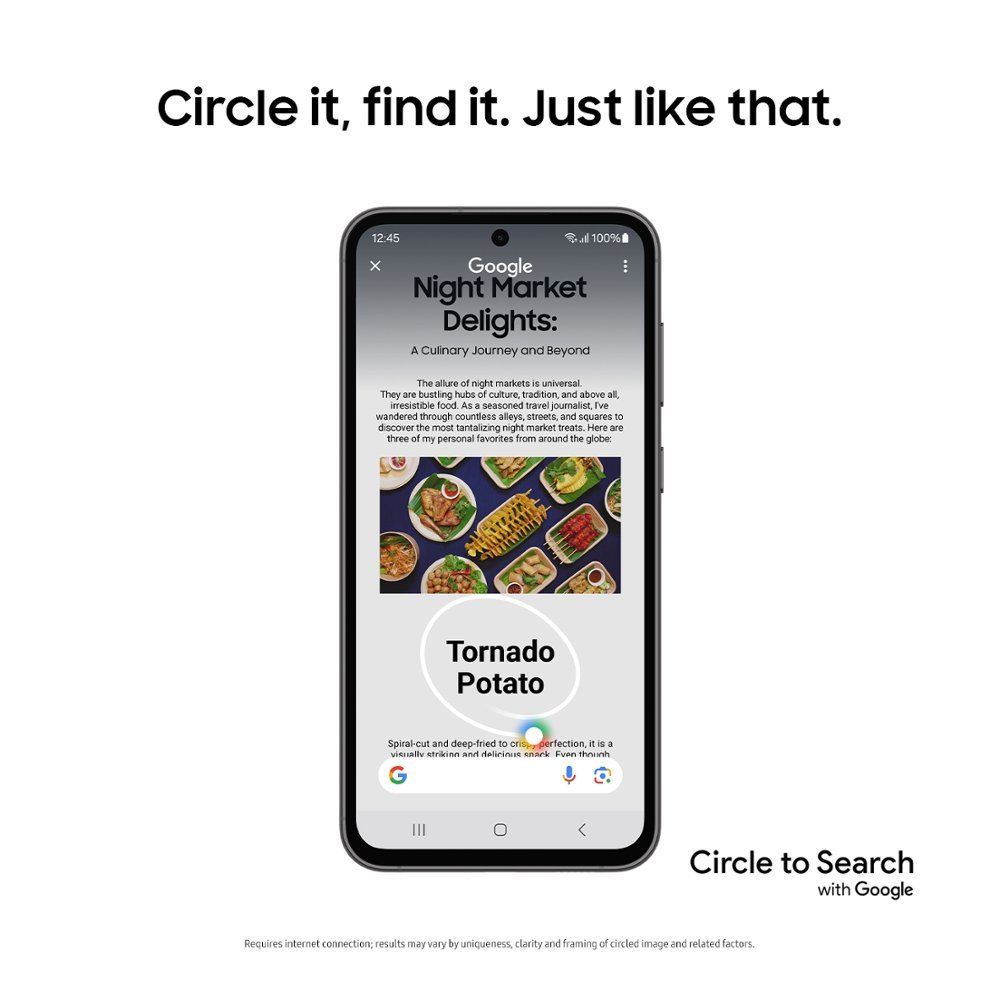 Circle it, find it. Just like that.
12:45
100%
Google
Night Market
Delights:
A Culinary Journey and Beyond
The allure of night markets is universal.
They are bustling hubs of culture, tradition, and above all,
irresistible food. As a seasoned travel journalist, I've
wandered through countless alleys, streets, and squares to
discover the most tantalizing night market treats. Here are
three of my personal favorites from around the globe:
Tornado
Potato
Spiral-cut and deep-fried to crispy perfection, it is a
visually striking and delicious snack. Even though
G
Circle to Search
with Google
Requires internet connection; results may vary by uniqueness, clarity and framing of circled image and related factors.